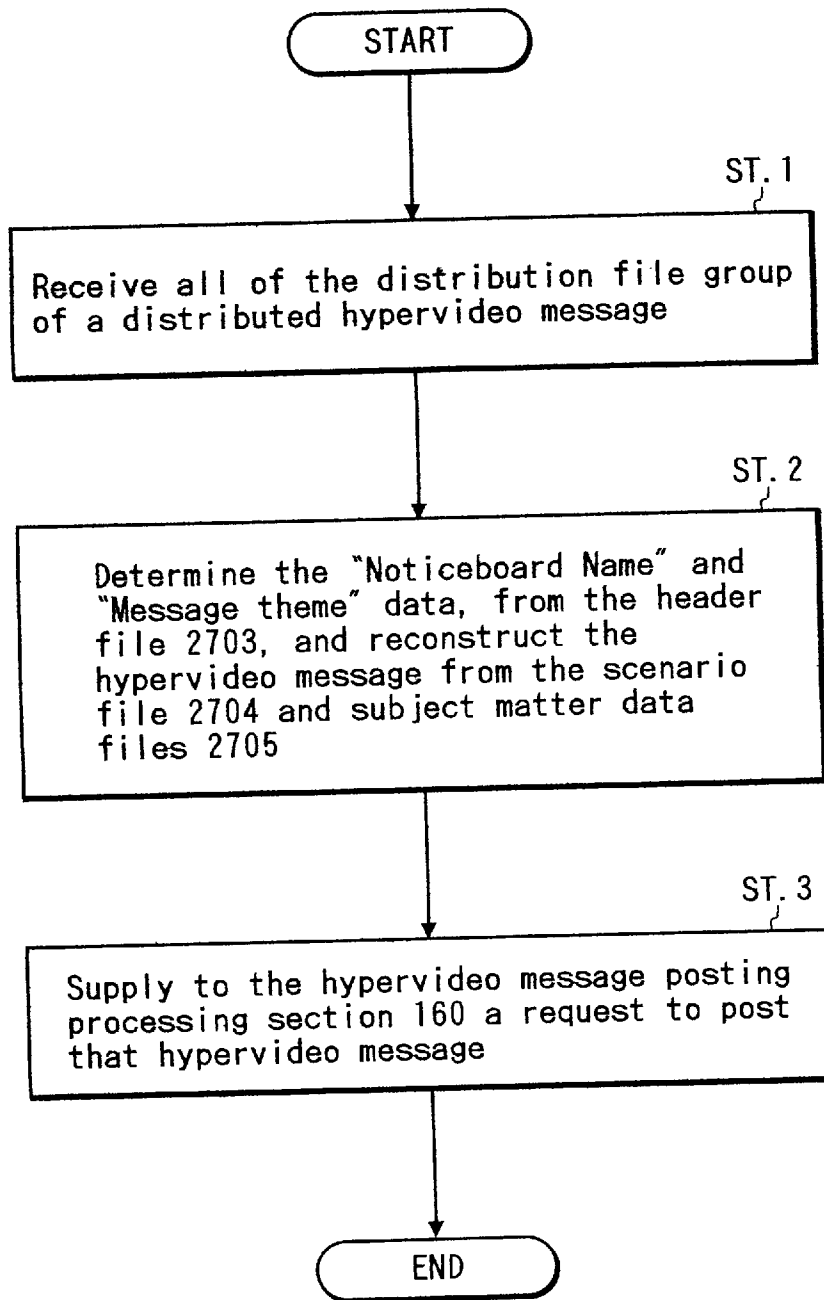 START
ST. 1
Receive all of the distribution file group
of a distributed hypervideo message
ST. 2
Determine the "Noticeboard Name" and
"Message theme" data, from the header
file 2703, and reconstruct the
hypervideo message from the scenario
file 2704 and subject matter data
files 2705
ST. 3
Supply to the hypervideo message posting
processing section 160 a request to post
that hypervideo message
END